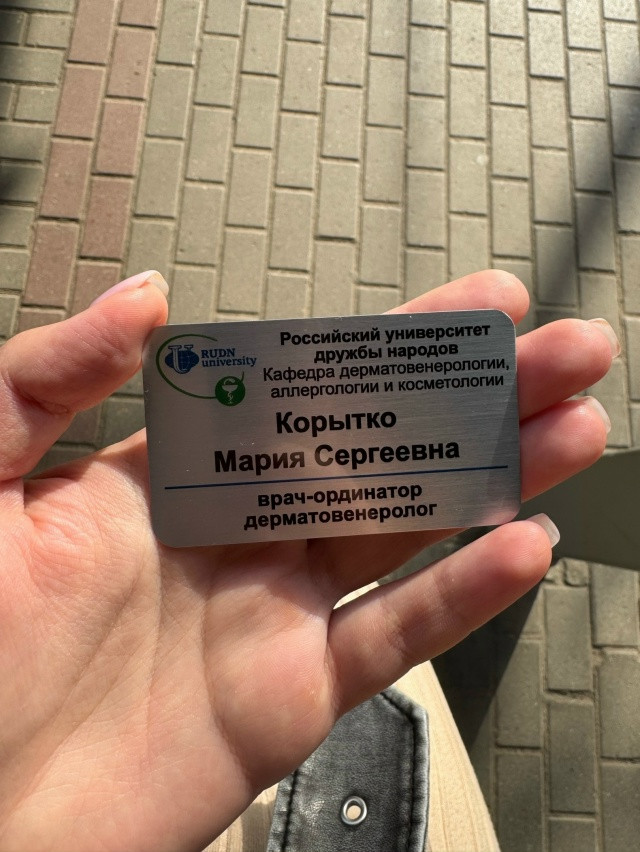 RUDN
university
Российский университет
дружбы народов
Кафедра дерматовенерологии,
аллергологии и косметологии
Корытко
Мария Сергеевна
врач-ординатор
дерматовенеролог